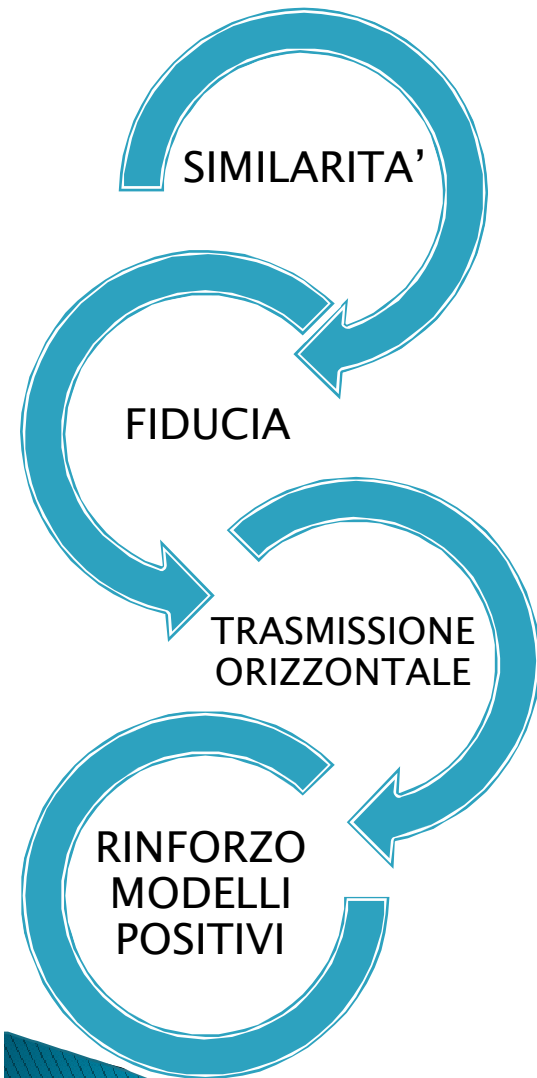 SIMILARITA’
FIDUCIA
TRASMISSIONE
ORIZZONTALE
RINFORZO
MODELLI
POSITIVI